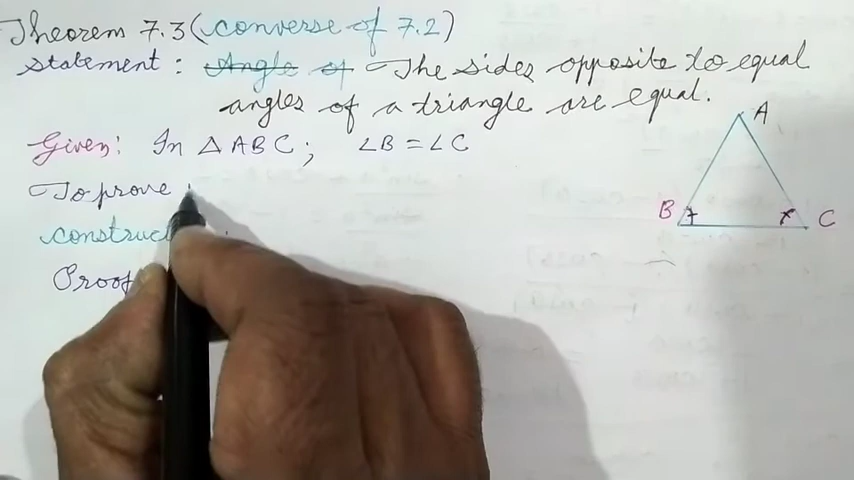 Theorem 7.3 (converse of 7.2)
Statement : Angle of The sides opposite to equal
angles of a triangle are equal.
Given: In △ABC; ∠B = ∠C
To prove :
Proof
A
B
C